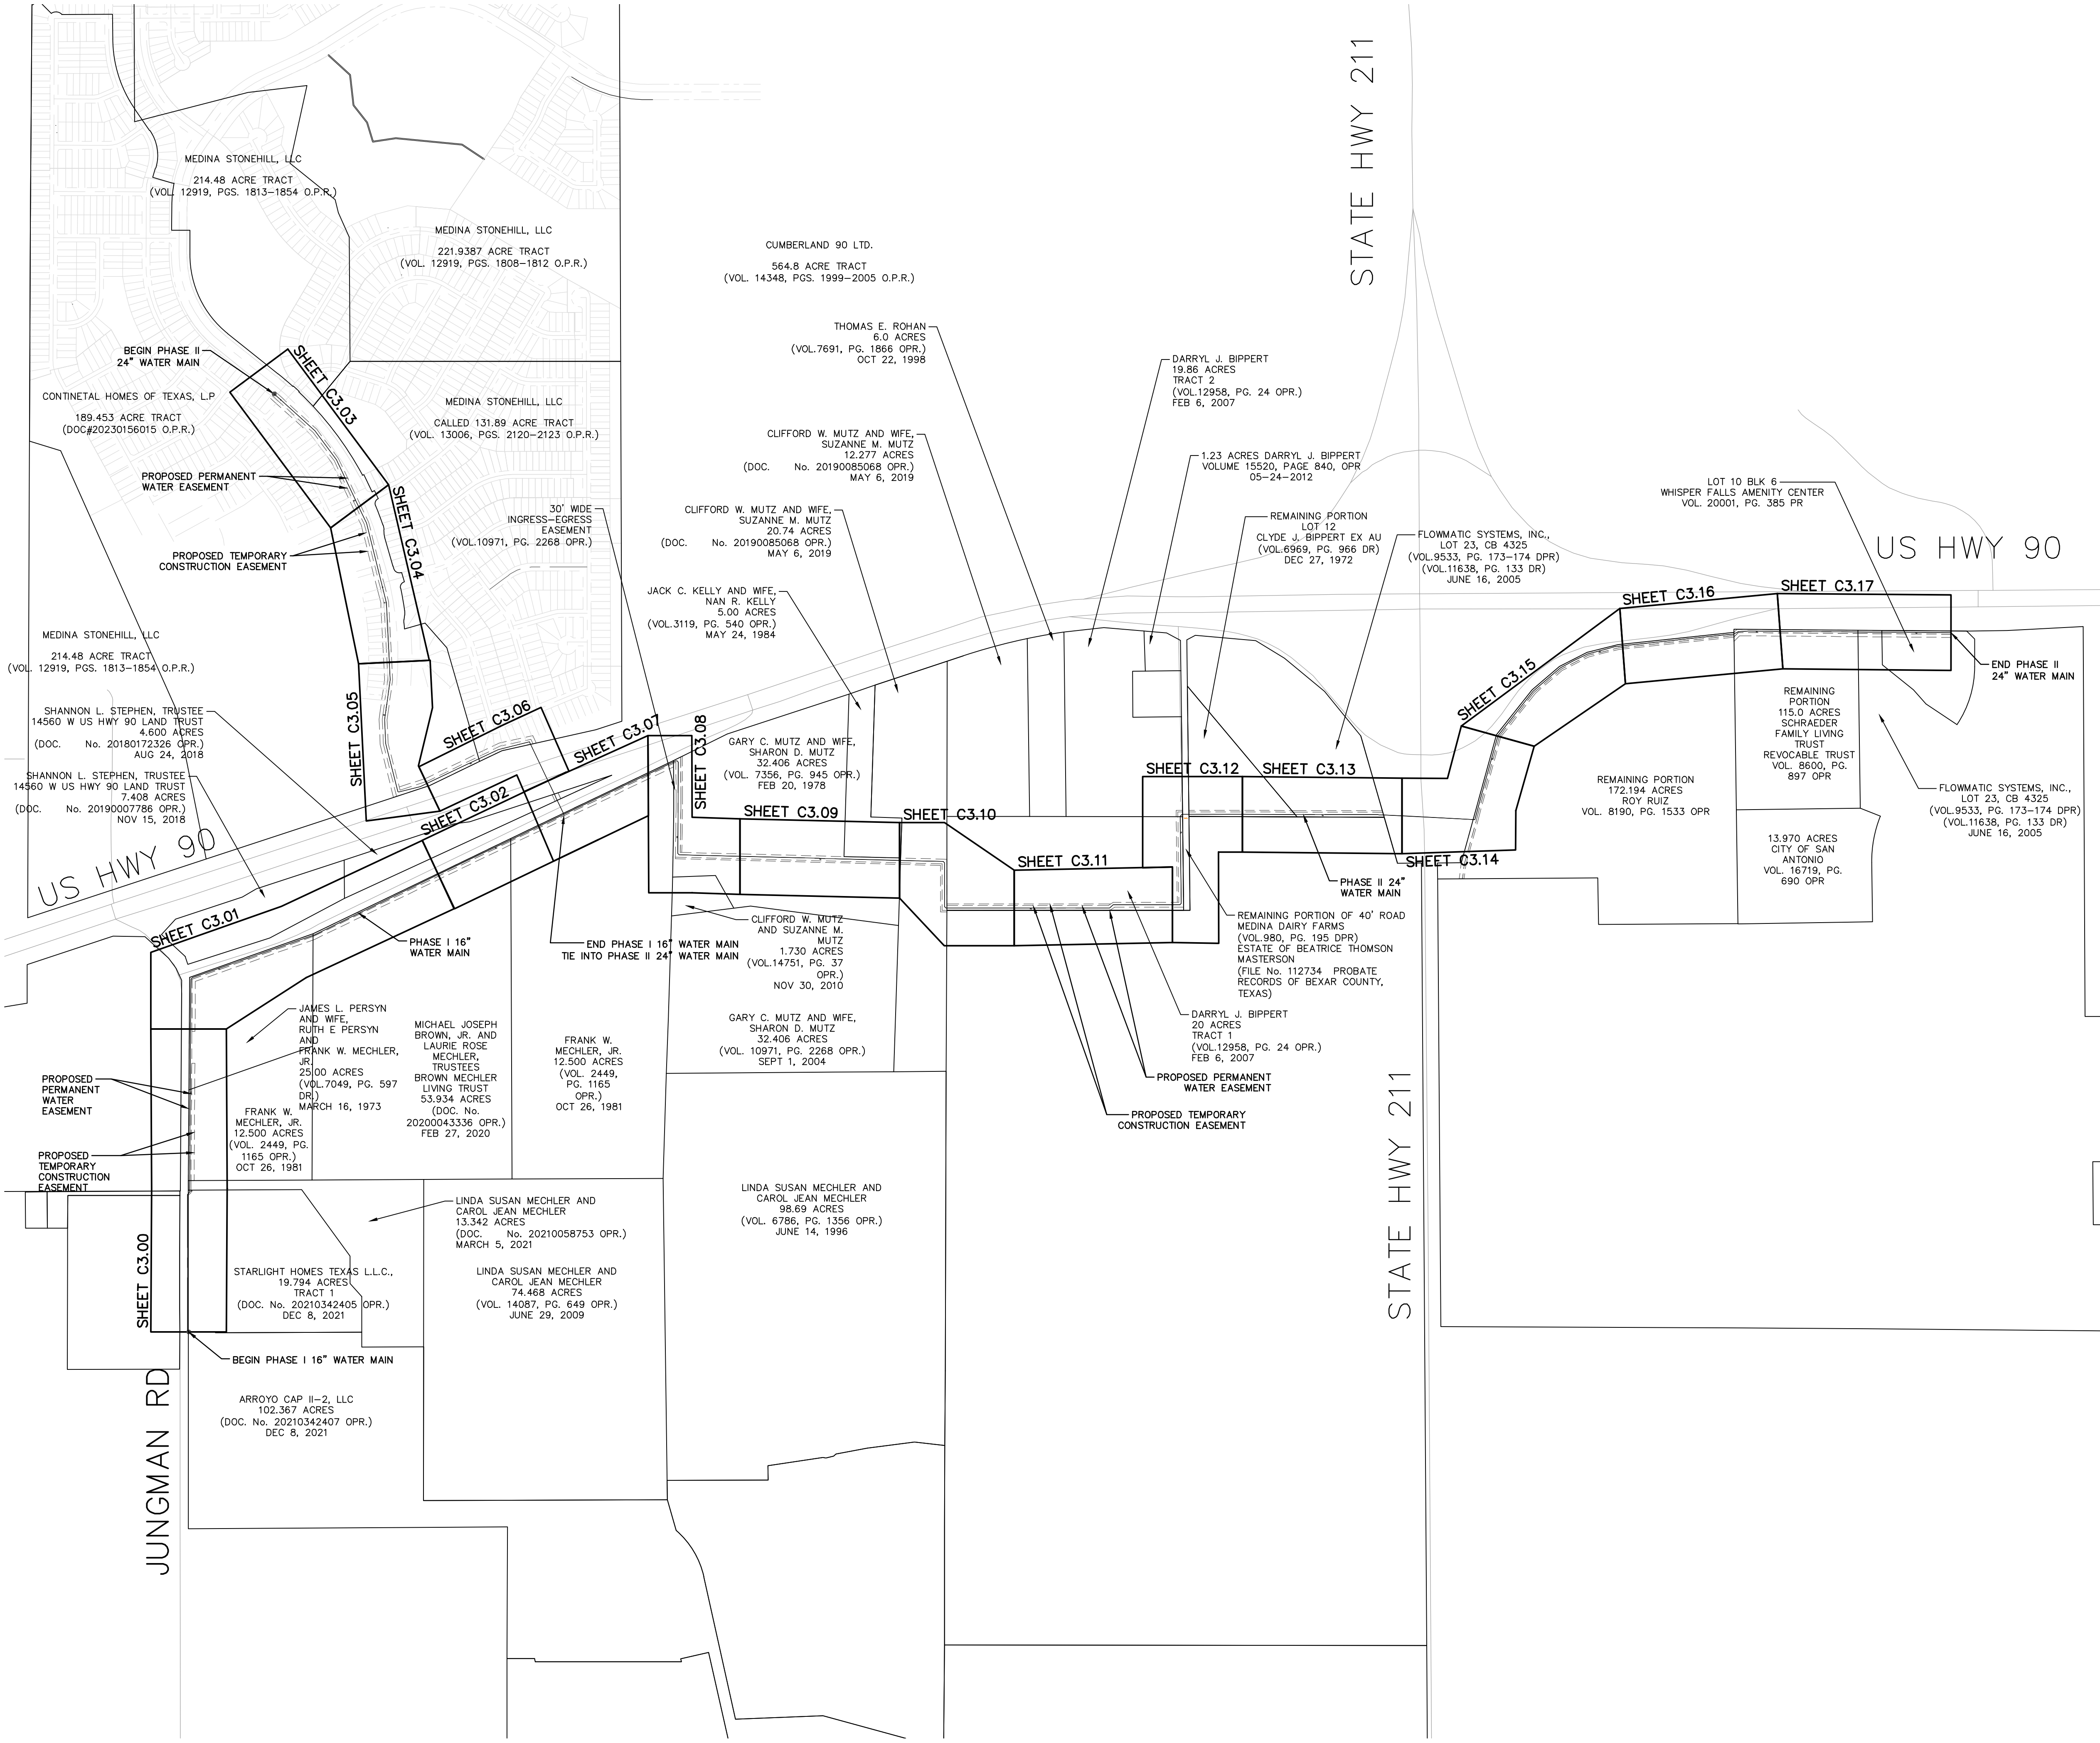 STATE HWY 211
MEDINA STONEHILL, LLC
214.48 ACRE TRACT
(VOL. 12919, PGS. 1813–1854 O.P.R.)
MEDINA STONEHILL, LLC
221.9387 ACRE TRACT
(VOL. 12919, PGS. 1808–1812 O.P.R.)
CUMBERLAND 90 LTD.
564.8 ACRE TRACT
(VOL. 14348, PGS. 1999–2005 O.P.R.)
THOMAS E. ROHAN
6.0 ACRES
(VOL.7691, PG. 1866 OPR.)
OCT 22, 1998
DARRYL J. BIPPERT
19.86 ACRES
TRACT 2
(VOL.12958, PG. 24 OPR.)
FEB 6, 2007
BEGIN PHASE II
24" WATER MAIN
SHEET C3.03
CONTINETAL HOMES OF TEXAS, L.P
189.453 ACRE TRACT
(DOC#20230156015 O.P.R.)
MEDINA STONEHILL, LLC
CALLED 131.89 ACRE TRACT
(VOL. 13006, PGS. 2120–2123 O.P.R.)
CLIFFORD W. MUTZ AND WIFE,
SUZANNE M. MUTZ
12.277 ACRES
(DOC. No. 20190085068 OPR.)
MAY 6, 2019
1.23 ACRES DARRYL J. BIPPERT
VOLUME 15520, PAGE 840, OPR
05-24-2012
PROPOSED PERMANENT
WATER EASEMENT
SHEET C3.04
30' WIDE
INGRESS–EGRESS
EASEMENT
(VOL.10971, PG. 2268 OPR.)
CLIFFORD W. MUTZ AND WIFE,
SUZANNE M. MUTZ
20.74 ACRES
(DOC. No. 20190085068 OPR.)
MAY 6, 2019
REMAINING PORTION
LOT 12
CLYDE J. BIPPERT EX AU
(VOL.6969, PG. 966 DR)
DEC 27, 1972
FLOWMATIC SYSTEMS, INC.,
LOT 23, CB 4325
(VOL.9533, PG. 173-174 DPR)
(VOL.11638, PG. 133 DR)
JUNE 16, 2005
LOT 10 BLK 6
WHISPER FALLS AMENITY CENTER
VOL. 20001, PG. 385 PR
US HWY 90
PROPOSED TEMPORARY
CONSTRUCTION EASEMENT
JACK C. KELLY AND WIFE,
NAN R. KELLY
5.00 ACRES
(VOL.3119, PG. 540 OPR.)
MAY 24, 1984
SHEET C3.16
SHEET C3.17
MEDINA STONEHILL, LLC
214.48 ACRE TRACT
(VOL. 12919, PGS. 1813–1854 O.P.R.)
SHEET C3.15
END PHASE II
24" WATER MAIN
SHANNON L. STEPHEN, TRUSTEE
14560 W US HWY 90 LAND TRUST
4.600 ACRES
(DOC. No. 20180172326 OPR.)
AUG 24, 2018
SHEET C3.05
SHEET C3.06
SHEET C3.07
SHEET C3.08
GARY C. MUTZ AND WIFE,
SHARON D. MUTZ
32.406 ACRES
(VOL. 7356, PG. 945 OPR.)
FEB 20, 1978
REMAINING
PORTION
115.0 ACRES
SCHRAEDER
FAMILY LIVING
TRUST
REVOCABLE TRUST
VOL. 8600, PG.
897 OPR
SHANNON L. STEPHEN, TRUSTEE
14560 W US HWY 90 LAND TRUST
7.408 ACRES
(DOC. No. 20190007786 OPR.)
NOV 15, 2018
SHEET C3.02
SHEET C3.12
SHEET C3.13
REMAINING PORTION
172.194 ACRES
ROY RUIZ
VOL. 8190, PG. 1533 OPR
FLOWMATIC SYSTEMS, INC.,
LOT 23, CB 4325
(VOL.9533, PG. 173-174 DPR)
(VOL.11638, PG. 133 DR)
JUNE 16, 2005
US HWY 90
SHEET C3.09
SHEET C3.10
SHEET C3.11
SHEET C3.14
13.970 ACRES
CITY OF SAN
ANTONIO
VOL. 16719, PG.
690 OPR
PHASE II 24"
WATER MAIN
SHEET C3.01
PHASE I 16"
WATER MAIN
END PHASE I 16" WATER MAIN
TIE INTO PHASE II 24" WATER MAIN
CLIFFORD W. MUTZ
AND SUZANNE M.
MUTZ
1.730 ACRES
(VOL.14751, PG. 37
OPR.)
NOV 30, 2010
REMAINING PORTION OF 40' ROAD
MEDINA DAIRY FARMS
(VOL.980, PG. 195 DPR)
ESTATE OF BEATRICE THOMSON
MASTERSON
(FILE No. 112734 PROBATE
RECORDS OF BEXAR COUNTY,
TEXAS)
JAMES L. PERSYN
AND WIFE,
RUTH E PERSYN
AND
FRANK W. MECHLER,
JR.
25.00 ACRES
(VOL.7049, PG. 597
DR.)
MARCH 16, 1973
MICHAEL JOSEPH
BROWN, JR. AND
LAURIE ROSE
MECHLER,
TRUSTEES
BROWN MECHLER
LIVING TRUST
53.934 ACRES
(DOC. No.
20200043336 OPR.)
FEB 27, 2020
FRANK W.
MECHLER, JR.
12.500 ACRES
(VOL. 2449,
PG. 1165
OPR.)
OCT 26, 1981
GARY C. MUTZ AND WIFE,
SHARON D. MUTZ
32.406 ACRES
(VOL. 10971, PG. 2268 OPR.)
SEPT 1, 2004
DARRYL J. BIPPERT
20 ACRES
TRACT 1
(VOL.12958, PG. 24 OPR.)
FEB 6, 2007
PROPOSED
PERMANENT
WATER
EASEMENT
PROPOSED PERMANENT
WATER EASEMENT
FRANK W.
MECHLER, JR.
12.500 ACRES
(VOL. 2449, PG.
1165 OPR.)
OCT 26, 1981
PROPOSED TEMPORARY
CONSTRUCTION EASEMENT
STATE HWY 211
PROPOSED
TEMPORARY
CONSTRUCTION
EASEMENT
LINDA SUSAN MECHLER AND
CAROL JEAN MECHLER
13.342 ACRES
(DOC. No. 20210058753 OPR.)
MARCH 5, 2021
LINDA SUSAN MECHLER AND
CAROL JEAN MECHLER
98.69 ACRES
(VOL. 6786, PG. 1356 OPR.)
JUNE 14, 1996
SHEET C3.00
STARLIGHT HOMES TEXAS L.L.C.,
19.794 ACRES
TRACT 1
(DOC. No. 20210342405 OPR.)
DEC 8, 2021
LINDA SUSAN MECHLER AND
CAROL JEAN MECHLER
74.468 ACRES
(VOL. 14087, PG. 649 OPR.)
JUNE 29, 2009
BEGIN PHASE I 16" WATER MAIN
JUNGMAN RD
ARROYO CAP II–2, LLC
102.367 ACRES
(DOC. No. 20210342407 OPR.)
DEC 8, 2021